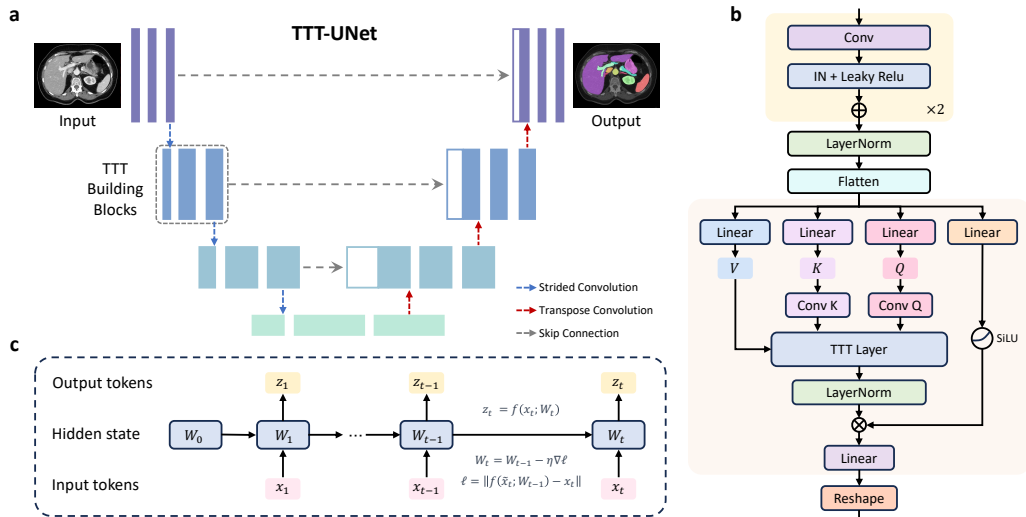 a
TTT-UNet
Input
Output
TTT
Building
Blocks
Strided Convolution
Transpose Convolution
Skip Connection
b
Conv
IN + Leaky Relu
×2
LayerNorm
Flatten
Linear Linear Linear Linear
V K Q
Conv K Conv Q
SiLU
TTT Layer
LayerNorm
Linear
Reshape
c
Output tokens z₁ zₜ₋₁ zₜ
zₜ = f(xₜ; Wₜ)
Hidden state W₀ W₁ ... Wₜ₋₁ Wₜ
Wₜ = Wₜ₋₁ − η∇ℓ
ℓ = ‖f(x̃ₜ; Wₜ₋₁) − xₜ‖
Input tokens x₁ xₜ₋₁ xₜ